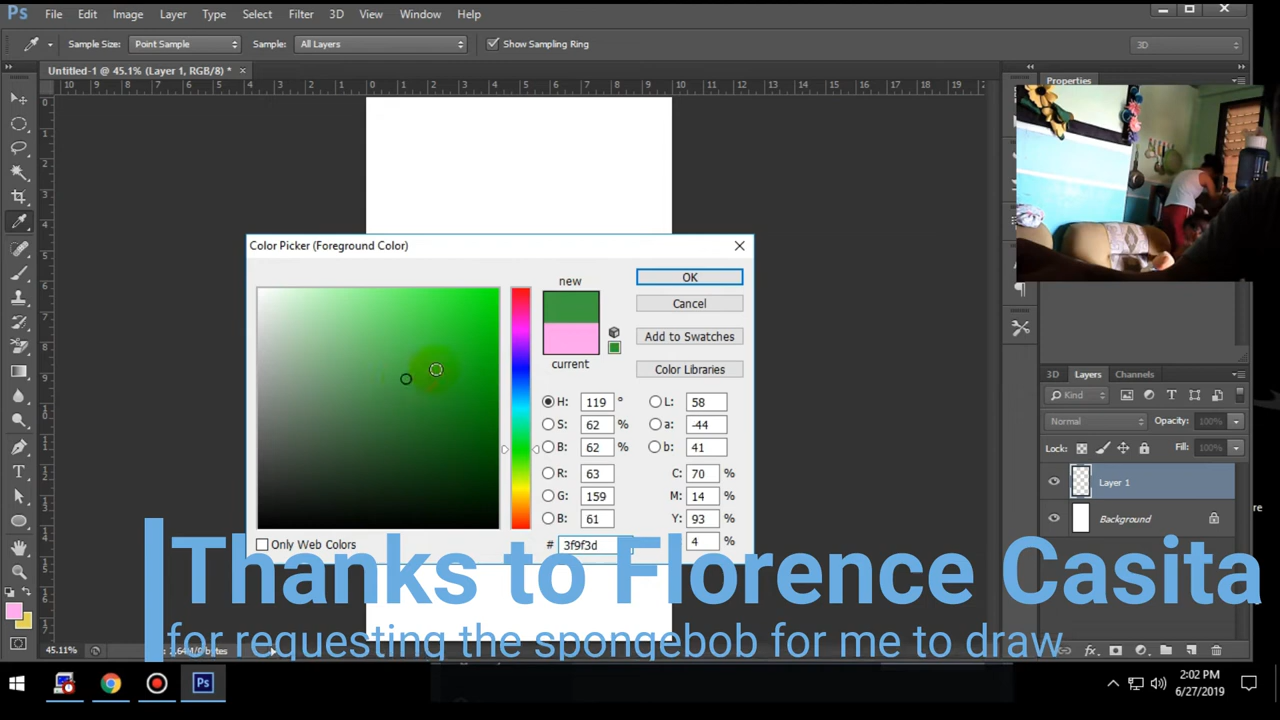 Ps File Edit Image Layer Type Select Filter 3D View Window Help
Sample Size: Point Sample Sample: All Layers Show Sampling Ring 3D
Untitled-1 @ 45.1% (Layer 1, RGB/8) *
Properties
Color Picker (Foreground Color)
new
OK
Cancel
Add to Swatches
current
Color Libraries
H: 119 ° L: 58
S: 62 % a: -44
B: 62 % b: 41
R: 63 C: 70 %
G: 159 M: 14 %
B: 61 Y: 93 %
Only Web Colors # 3f9f3d 4 %
3D Layers Channels
Kind
Normal Opacity: 100%
Lock: Fill: 100%
Layer 1
Background
Thanks to Florence Casita
for requesting the spongebob for me to draw
45.11%
2:02 PM
6/27/2019